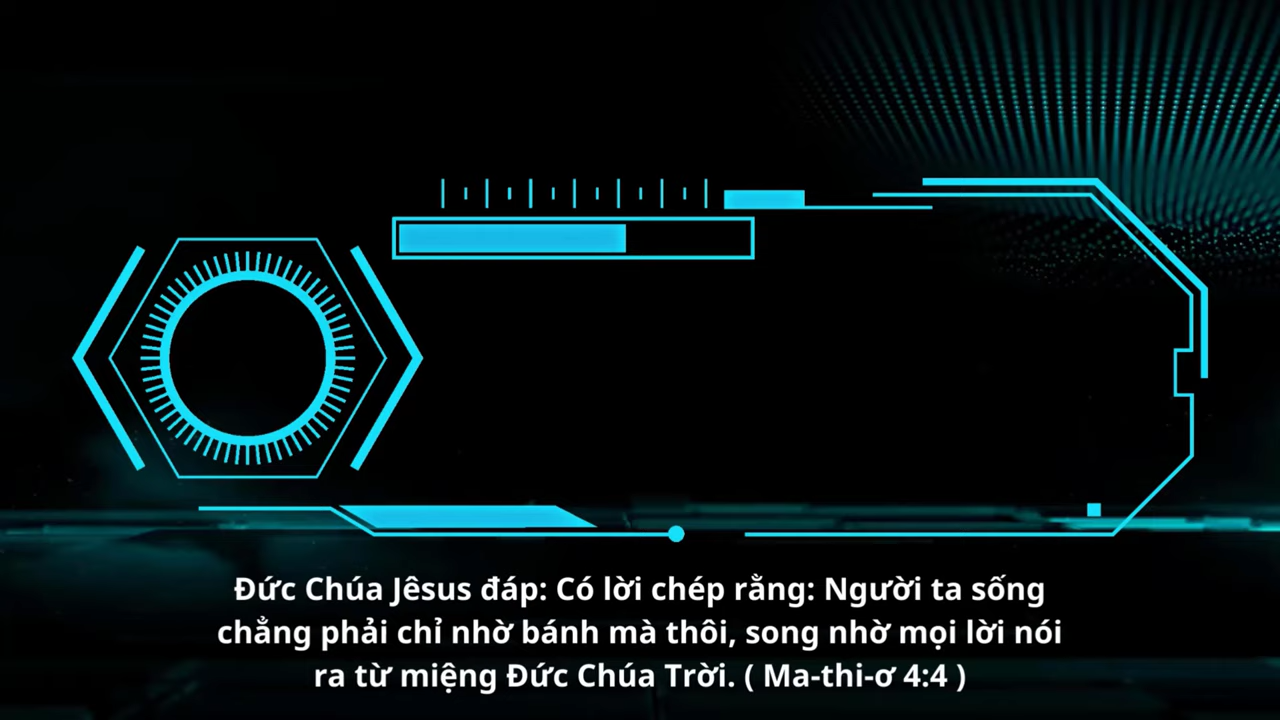 Đức Chúa Jêsus đáp: Có lời chép rằng: Người ta sống
chẳng phải chỉ nhờ bánh mà thôi, song nhờ mọi lời nói
ra từ miệng Đức Chúa Trời. ( Ma-thi-ơ 4:4 )